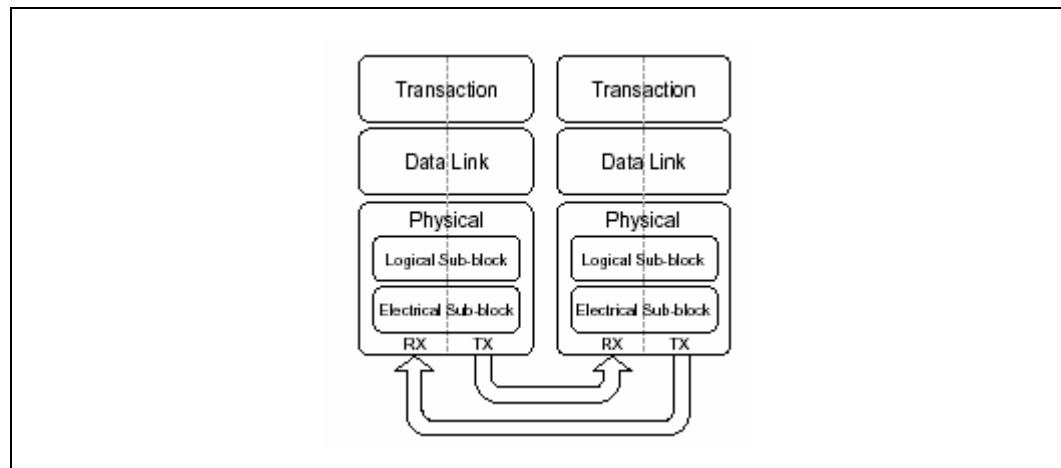 Transaction
Data Link
Physical
Logical Sub-block
Electrical Sub-block
RX TX
Transaction
Data Link
Physical
Logical Sub-block
Electrical Sub-block
RX TX